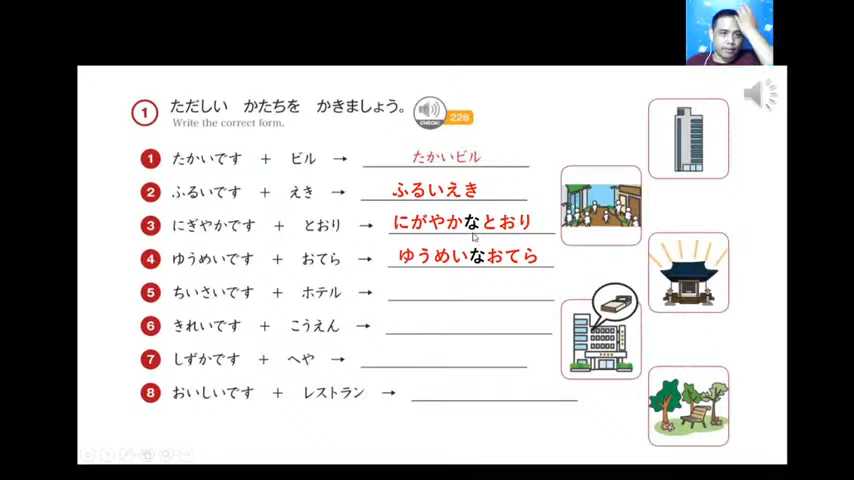 1 ただしい かたちを かきましょう。 CHECK! 226
Write the correct form.
1 たかいです + ビル → たかいビル
2 ふるいです + えき → ふるいえき
3 にぎやかです + とおり → にがやかなとおり
4 ゆうめいです + おてら → ゆうめいなおてら
5 ちいさいです + ホテル →
6 きれいです + こうえん →
7 しずかです + へや →
8 おいしいです + レストラン →